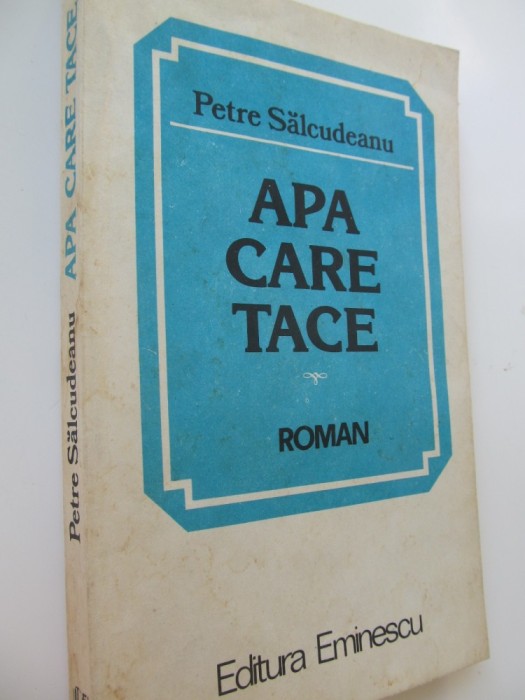 Petre Sălcudeanu
APA
CARE
TACE
ROMAN
Editura Eminescu
Petre Sălcudeanu APA CARE TACE